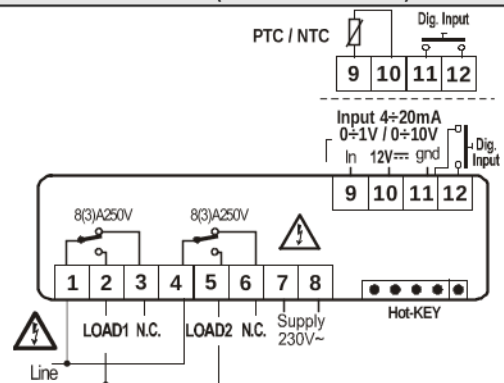 PTC / NTC
Dig. Input
9 10 11 12
Input 4÷20mA
0÷1V / 0÷10V
In 12V⎓ gnd
Dig.
Input
9 10 11 12
8(3)A250V 8(3)A250V
1 2 3 4 5 6 7 8
LOAD1 N.C. LOAD2 N.C. Supply
230V~
Hot-KEY
Line